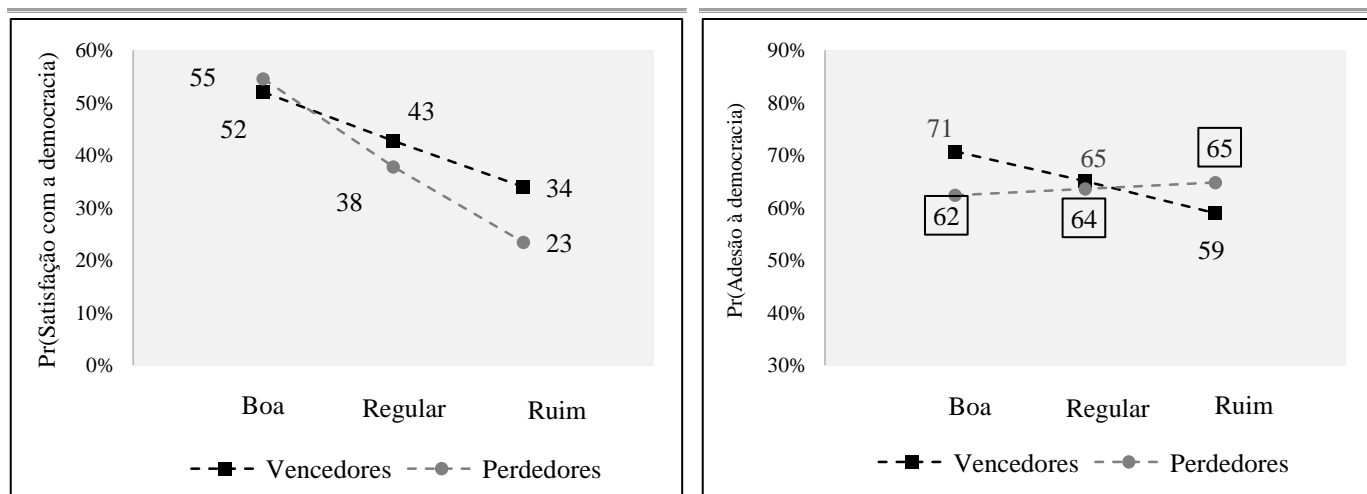 Pr(Satisfação com a democracia)
60%
50%
40%
30%
20%
10%
0%
55
52
43
38
34
23
Boa
Regular
Ruim
Vencedores
Perdedores
Pr(Adesão à democracia)
90%
80%
70%
60%
50%
40%
30%
71
62
65
64
65
59
Boa
Regular
Ruim
Vencedores
Perdedores